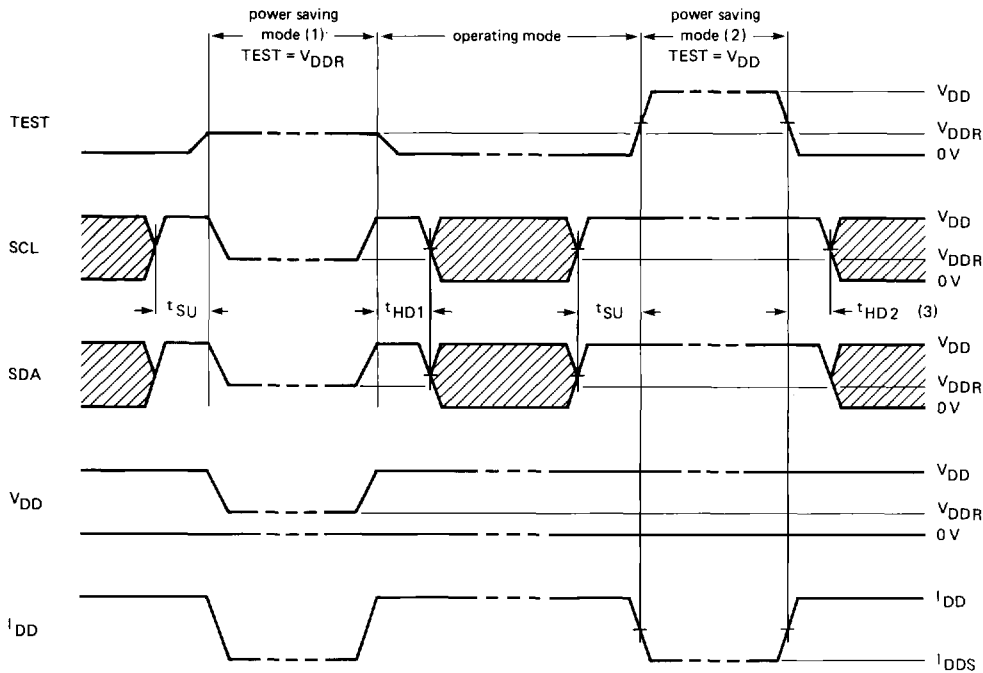 power saving
mode (1)
TEST = VDDR
operating mode
power saving
mode (2)
TEST = VDD
TEST
VDD
VDDR
0 V
SCL
VDD
VDDR
0 V
tSU
tHD1
tSU
tHD2 (3)
SDA
VDD
VDDR
0 V
VDD
VDD
VDDR
0 V
IDD
IDD
IDDS